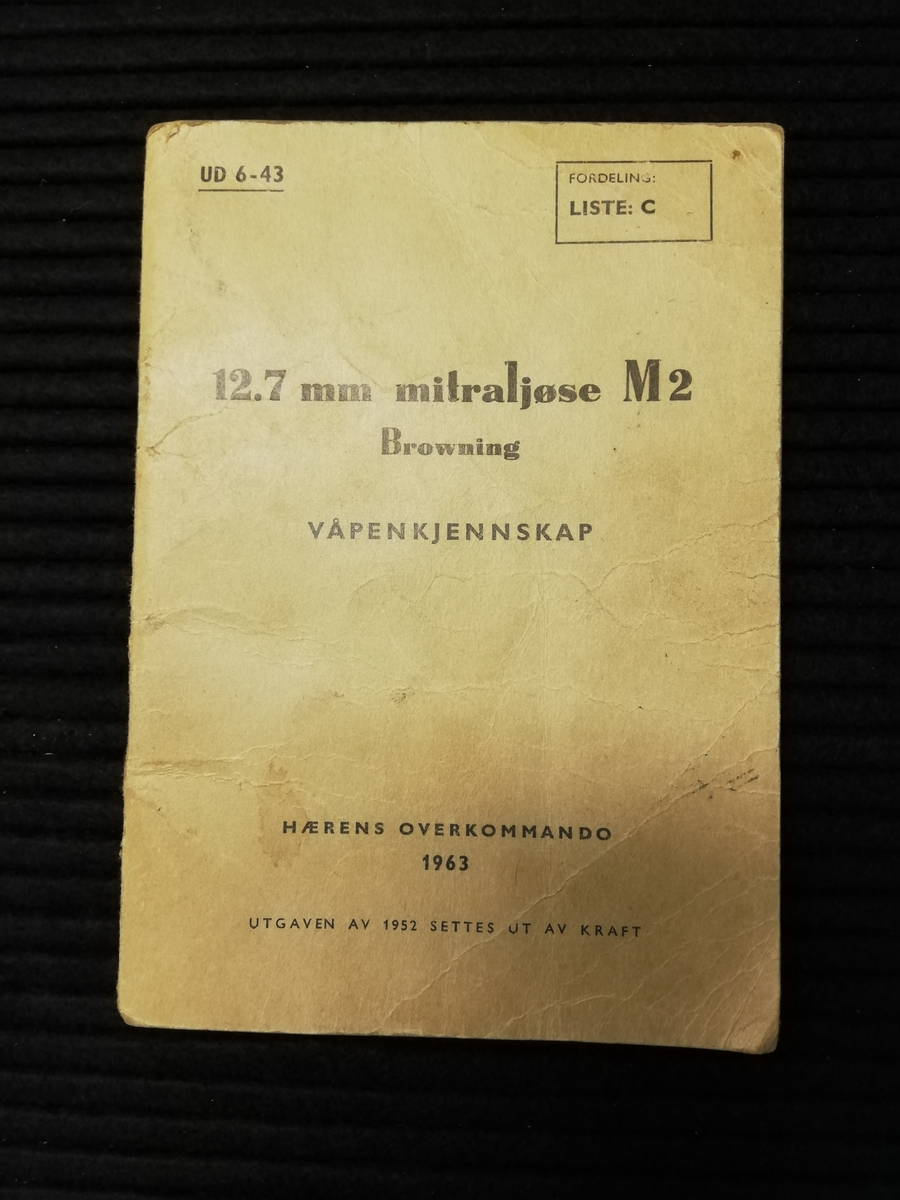 UD 6-43
FORDELING:
LISTE: C
12.7 mm mitraljøse M2
Browning
VÅPENKJENNSKAP
HÆRENS OVERKOMMANDO
1963
UTGAVEN AV 1952 SETTES UT AV KRAFT